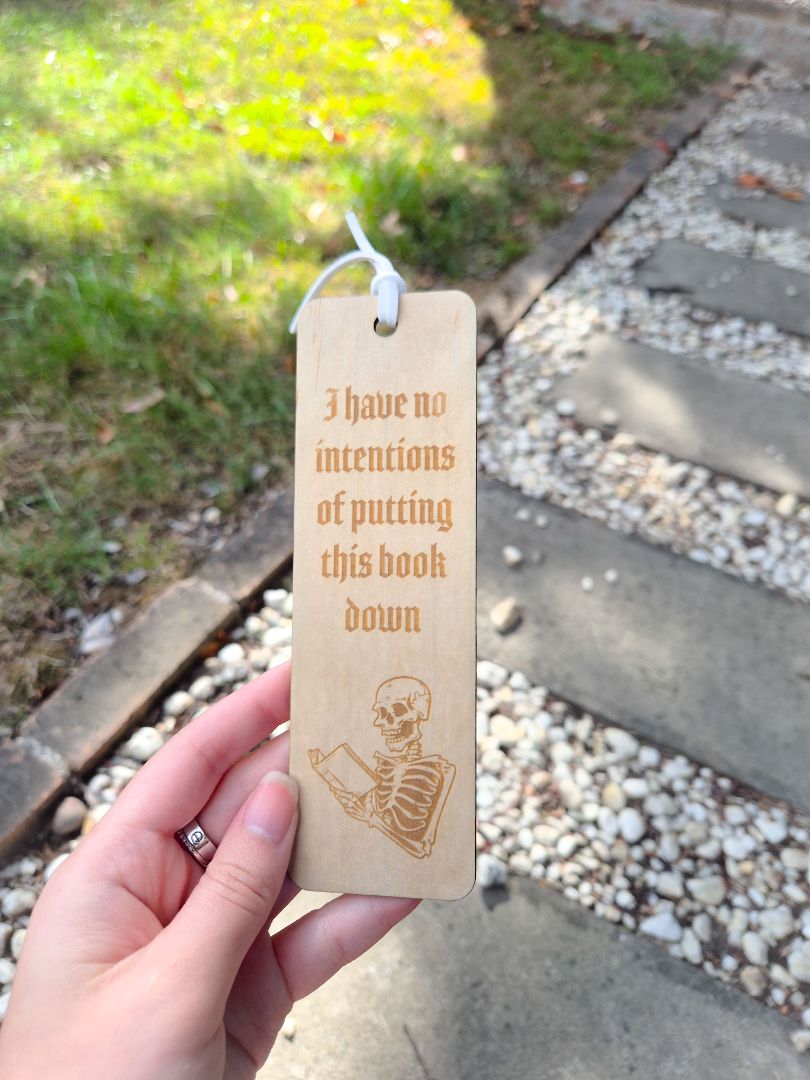 I have no
intentions
of putting
this book
down